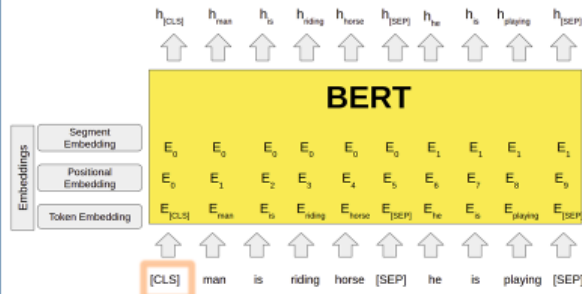 h[CLS] hman his hriding hhorse h[SEP] hhe his hplaying h[SEP]
BERT
Embeddings
Segment Embedding E0 E0 E0 E0 E0 E0 E1 E1 E1 E1
Positional Embedding E0 E1 E2 E3 E4 E5 E6 E7 E8 E9
Token Embedding E[CLS] Eman Eis Eriding Ehorse E[SEP] Ehe Eis Eplaying E[SEP]
[CLS] man is riding horse [SEP] he is playing [SEP]